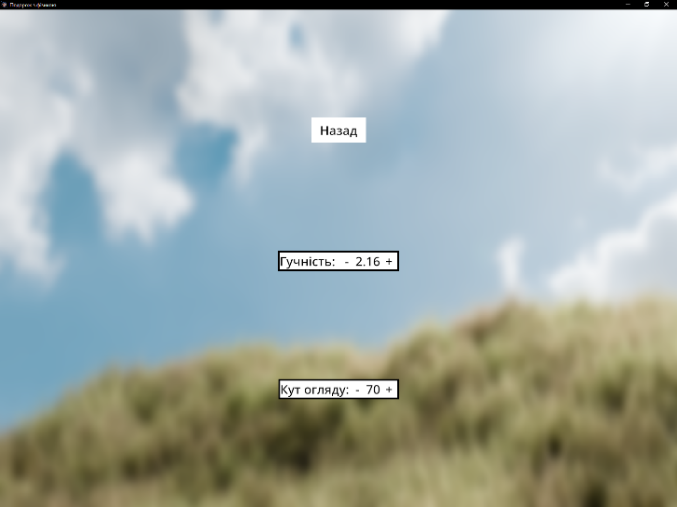 Назад
Гучність: - 2.16 +
Кут огляду: - 70 +